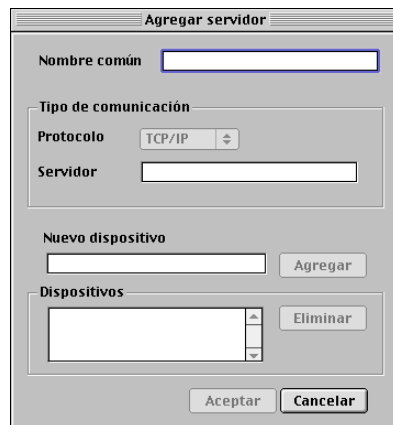 Agregar servidor
Nombre común
Tipo de comunicación
Protocolo TCP/IP
Servidor
Nuevo dispositivo
Agregar
Dispositivos
Eliminar
Aceptar Cancelar